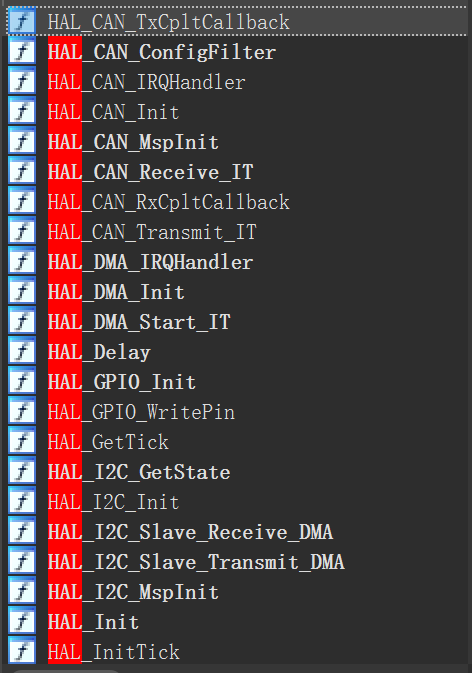 HAL_CAN_TxCpltCallback
HAL_CAN_ConfigFilter
HAL_CAN_IRQHandler
HAL_CAN_Init
HAL_CAN_MspInit
HAL_CAN_Receive_IT
HAL_CAN_RxCpltCallback
HAL_CAN_Transmit_IT
HAL_DMA_IRQHandler
HAL_DMA_Init
HAL_DMA_Start_IT
HAL_Delay
HAL_GPIO_Init
HAL_GPIO_WritePin
HAL_GetTick
HAL_I2C_GetState
HAL_I2C_Init
HAL_I2C_Slave_Receive_DMA
HAL_I2C_Slave_Transmit_DMA
HAL_I2C_MspInit
HAL_Init
HAL_InitTick